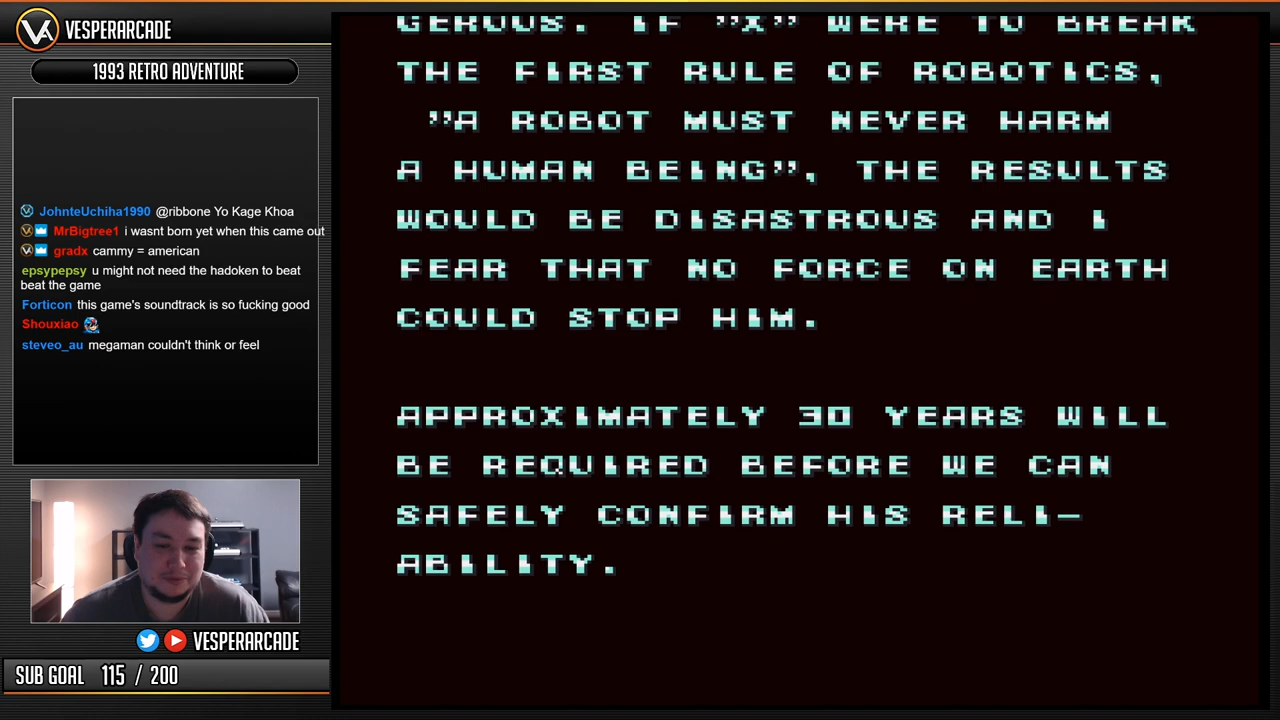 VA VESPERARCADE
1993 RETRO ADVENTURE
JohnteUchiha1990 @ribbone Yo Kage Khoa
MrBigtree1 i wasnt born yet when this came out
gradx cammy = american
epsypepsy u might not need the hadoken to beat
beat the game
Forticon this game's soundtrack is so fucking good
Shouxiao
steveo_au megaman couldn't think or feel
VESPERARCADE
SUB GOAL 115 / 200
GEROUS. IF "X" WERE TO BREAK
THE FIRST RULE OF ROBOTICS,
"A ROBOT MUST NEVER HARM
A HUMAN BEING", THE RESULTS
WOULD BE DISASTROUS AND I
FEAR THAT NO FORCE ON EARTH
COULD STOP HIM.
APPROXIMATELY 30 YEARS WILL
BE REQUIRED BEFORE WE CAN
SAFELY CONFIRM HIS RELI-
ABILITY.